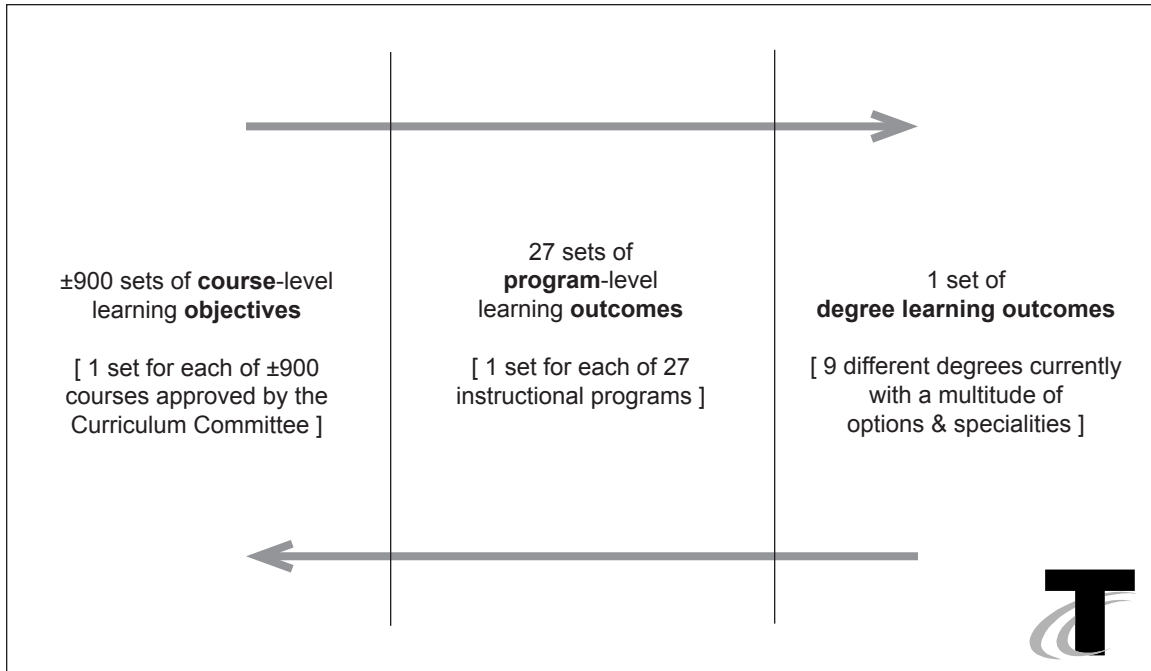 ±900 sets of course-level
learning objectives
[ 1 set for each of ±900
courses approved by the
Curriculum Committee ]
27 sets of
program-level
learning outcomes
[ 1 set for each of 27
instructional programs ]
1 set of
degree learning outcomes
[ 9 different degrees currently
with a multitude of
options & specialities ]
T